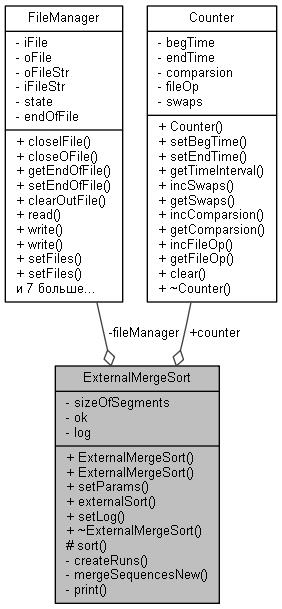 FileManager
- iFile
- oFile
- oFileStr
- iFileStr
- state
- endOfFile
+ closeIFile()
+ closeOFile()
+ getEndOfFile()
+ setEndOfFile()
+ clearOutFile()
+ read()
+ write()
+ write()
+ setFiles()
+ setFiles()
и 7 больше...
Counter
- begTime
- endTime
- comparsion
- fileOp
- swaps
+ Counter()
+ setBegTime()
+ setEndTime()
+ getTimeInterval()
+ incSwaps()
+ getSwaps()
+ incComparsion()
+ getComparsion()
+ incFileOp()
+ getFileOp()
+ clear()
+ ~Counter()
-fileManager
+counter
ExternalMergeSort
- sizeOfSegments
- ok
- log
+ ExternalMergeSort()
+ ExternalMergeSort()
+ setParams()
+ externalSort()
+ setLog()
+ ~ExternalMergeSort()
# sort()
- createRuns()
- mergeSequencesNew()
- print()